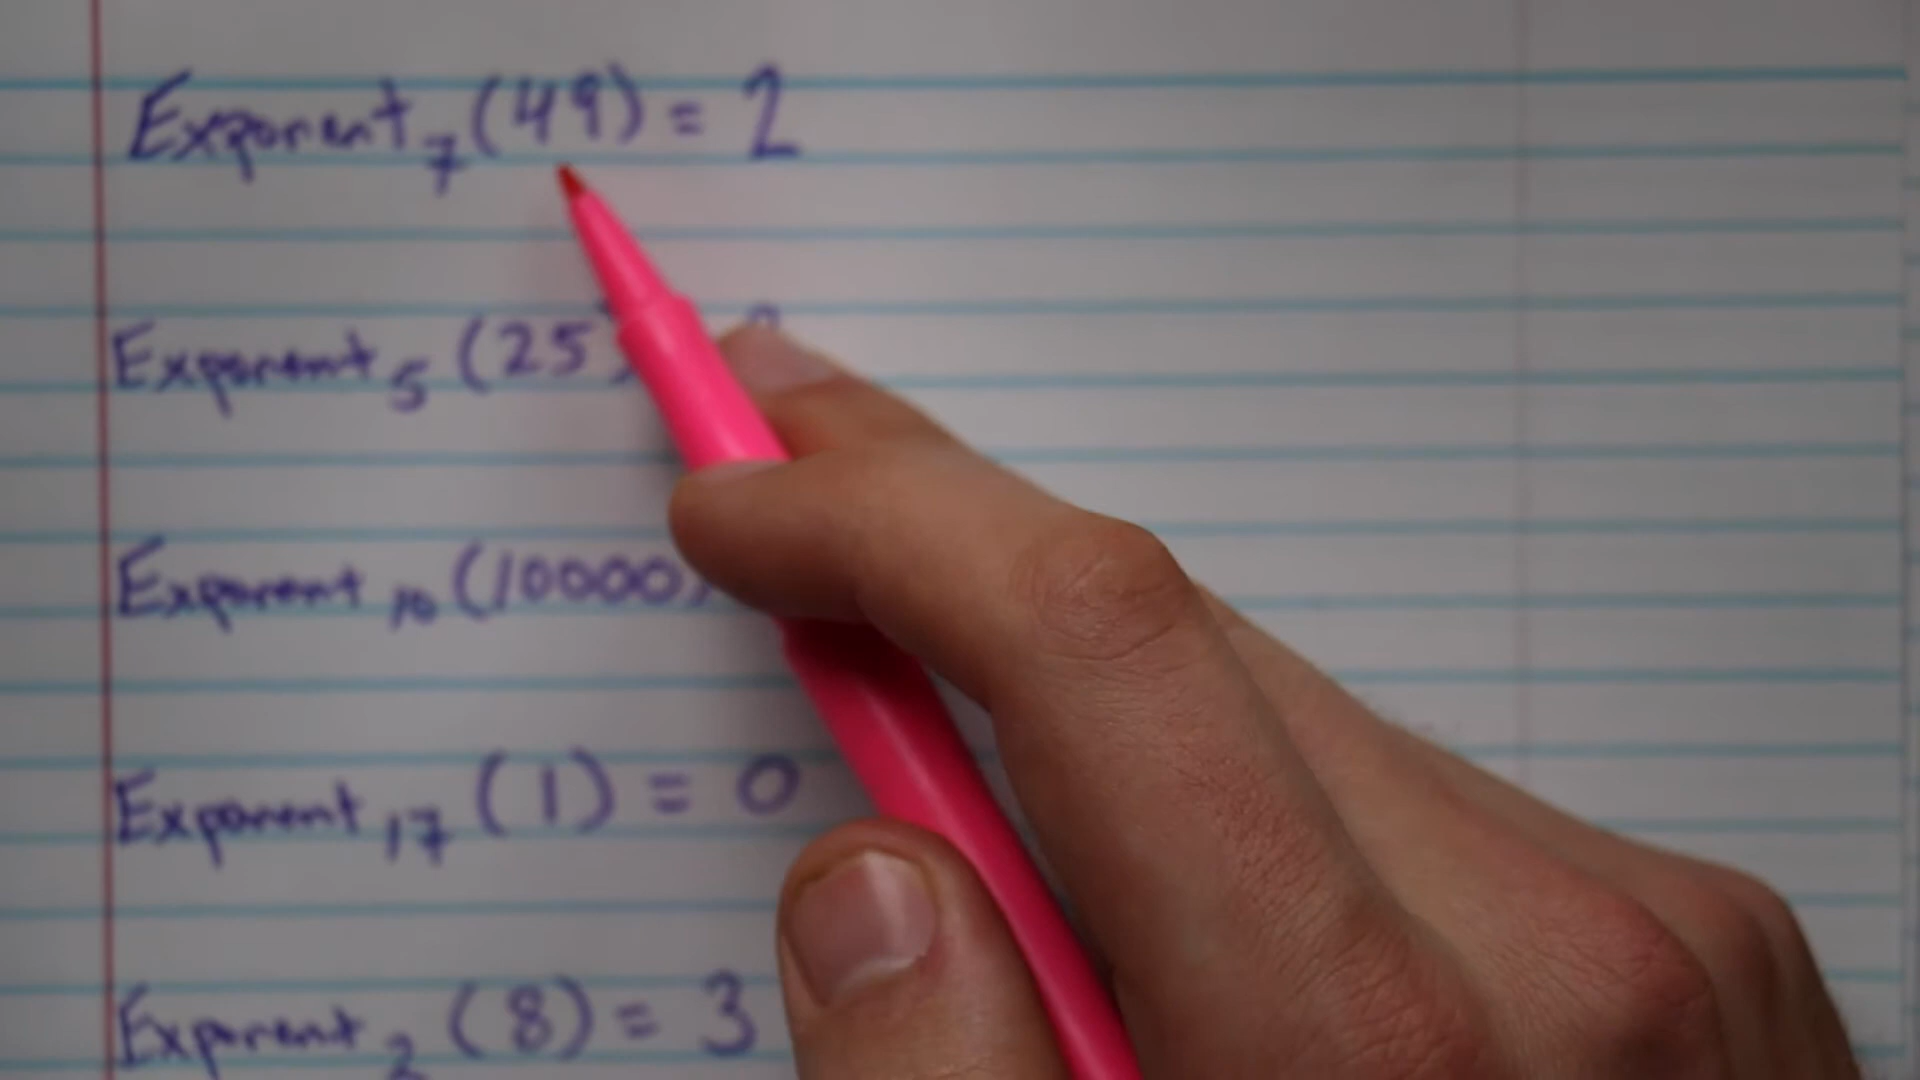 Exponent₇(49) = 2
Exponent₅(25)
Exponent₁₀(10000)
Exponent₁₇(1) = 0
Exponent₂(8) = 3